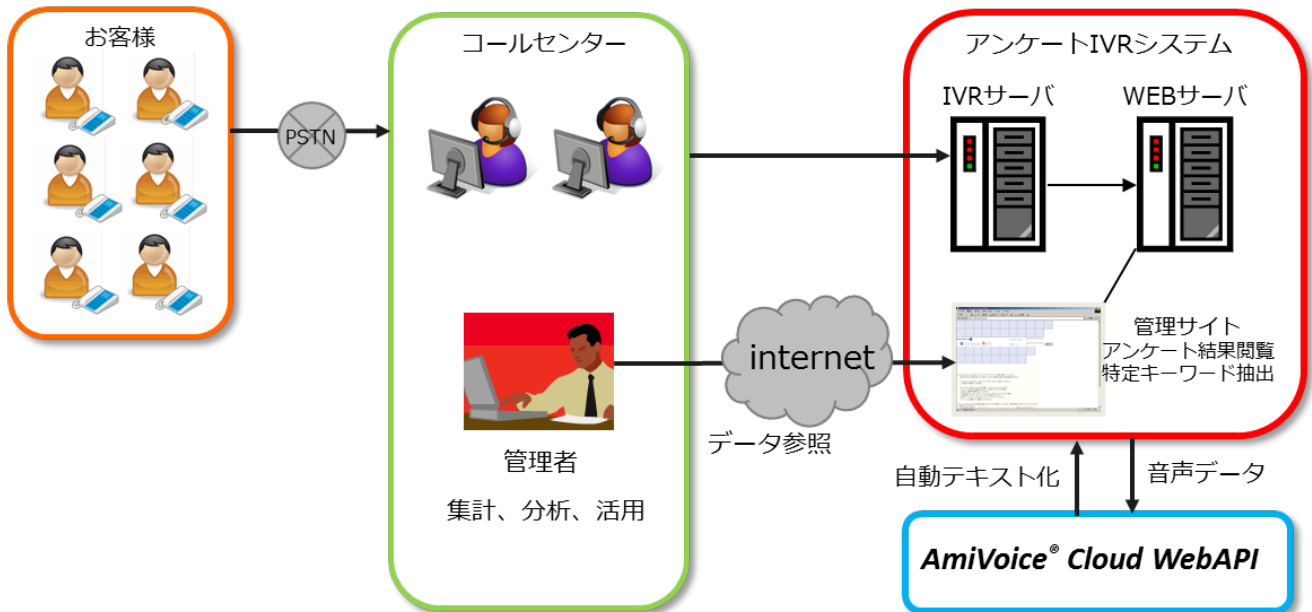 お客様
PSTN
コールセンター
管理者
集計、分析、活用
internet
データ参照
アンケートIVRシステム
IVRサーバ
WEBサーバ
管理サイト
アンケート結果閲覧
特定キーワード抽出
自動テキスト化
音声データ
AmiVoice® Cloud WebAPI